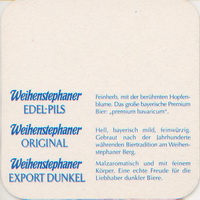 Weihenstephaner
EDEL-PILS
Feinherb, mit der berühmten Hopfen-
blume. Das große bayerische Premium
Bier: „premium bavaricum".
Weihenstephaner
ORIGINAL
Hell, bayerisch mild, feinwürzig.
Gebraut nach der Jahrhunderte
währenden Biertradition am Weihen-
stephaner Berg.
Weihenstephaner
EXPORT DUNKEL
Malzaromatisch und mit feinem
Körper. Eine echte Freude für die
Liebhaber dunkler Biere.